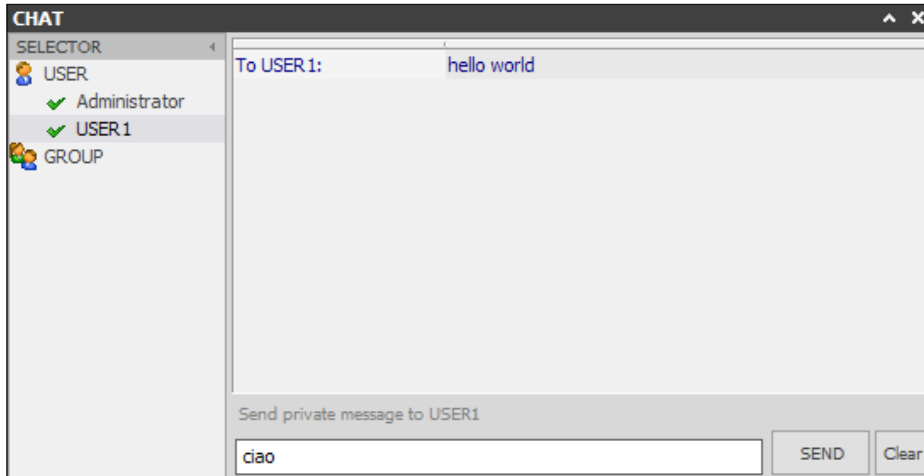 CHAT
SELECTOR
USER
Administrator
USER1
GROUP
To USER1: hello world
Send private message to USER1
ciao
SEND
Clear